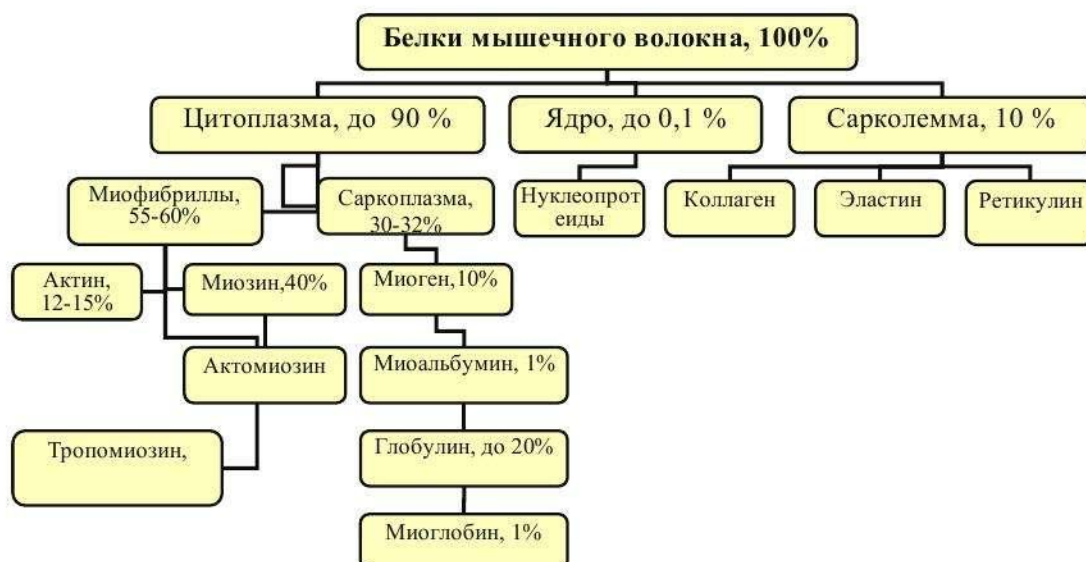 Белки мышечного волокна, 100%
Цитоплазма, до 90 %
Ядро, до 0,1 %
Сарколемма, 10 %
Миофибриллы,
55-60%
Саркоплазма,
30-32%
Нуклеопрот
еиды
Коллаген
Эластин
Ретикулин
Актин,
12-15%
Миозин,40%
Миоген,10%
Актомиозин
Миоальбумин, 1%
Тропомиозин,
Глобулин, до 20%
Миоглобин, 1%